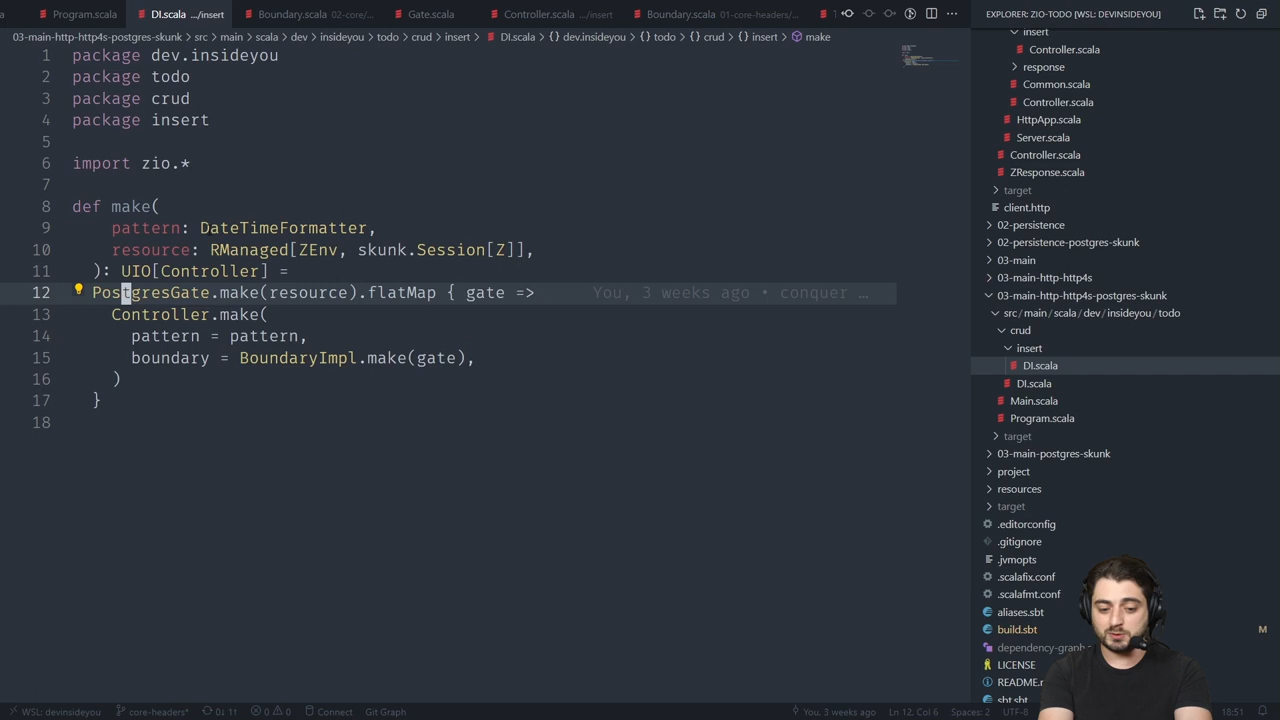 Program.scala
DI.scala .../insert
Boundary.scala 02-core/...
Gate.scala
Controller.scala .../insert
Boundary.scala 01-core-headers/...
EXPLORER: ZIO-TODO [WSL: DEVINSIDEYOU]
03-main-http-http4s-postgres-skunk > src > main > scala > dev > insideyou > todo > crud > insert > DI.scala > {} dev.insideyou > {} todo > {} crud > {} insert > make
1 package dev.insideyou
2 package todo
3 package crud
4 package insert
5
6 import zio.*
7
8 def make(
9 pattern: DateTimeFormatter,
10 resource: RManaged[ZEnv, skunk.Session[Z]],
11 ): UIO[Controller] =
12 PostgresGate.make(resource).flatMap { gate => You, 3 weeks ago • conquer …
13 Controller.make(
14 pattern = pattern,
15 boundary = BoundaryImpl.make(gate),
16 )
17 }
18
insert
Controller.scala
response
Common.scala
Controller.scala
HttpApp.scala
Server.scala
Controller.scala
ZResponse.scala
target
client.http
02-persistence
02-persistence-postgres-skunk
03-main
03-main-http-http4s
03-main-http-http4s-postgres-skunk
src/ main/ scala/ dev/ insideyou/ todo
crud
insert
DI.scala
DI.scala
Main.scala
Program.scala
target
03-main-postgres-skunk
project
resources
target
.editorconfig
.gitignore
.jvmopts
.scalafix.conf
.scalafmt.conf
aliases.sbt
build.sbt M
LICENSE
sbt.sbt
WSL: devinsideyou
core-headers*
0↓ 1↑
0 0
Connect
Git Graph
You, 3 weeks ago
Ln 12, Col 6
Spaces: 2
UTF-8
18:51